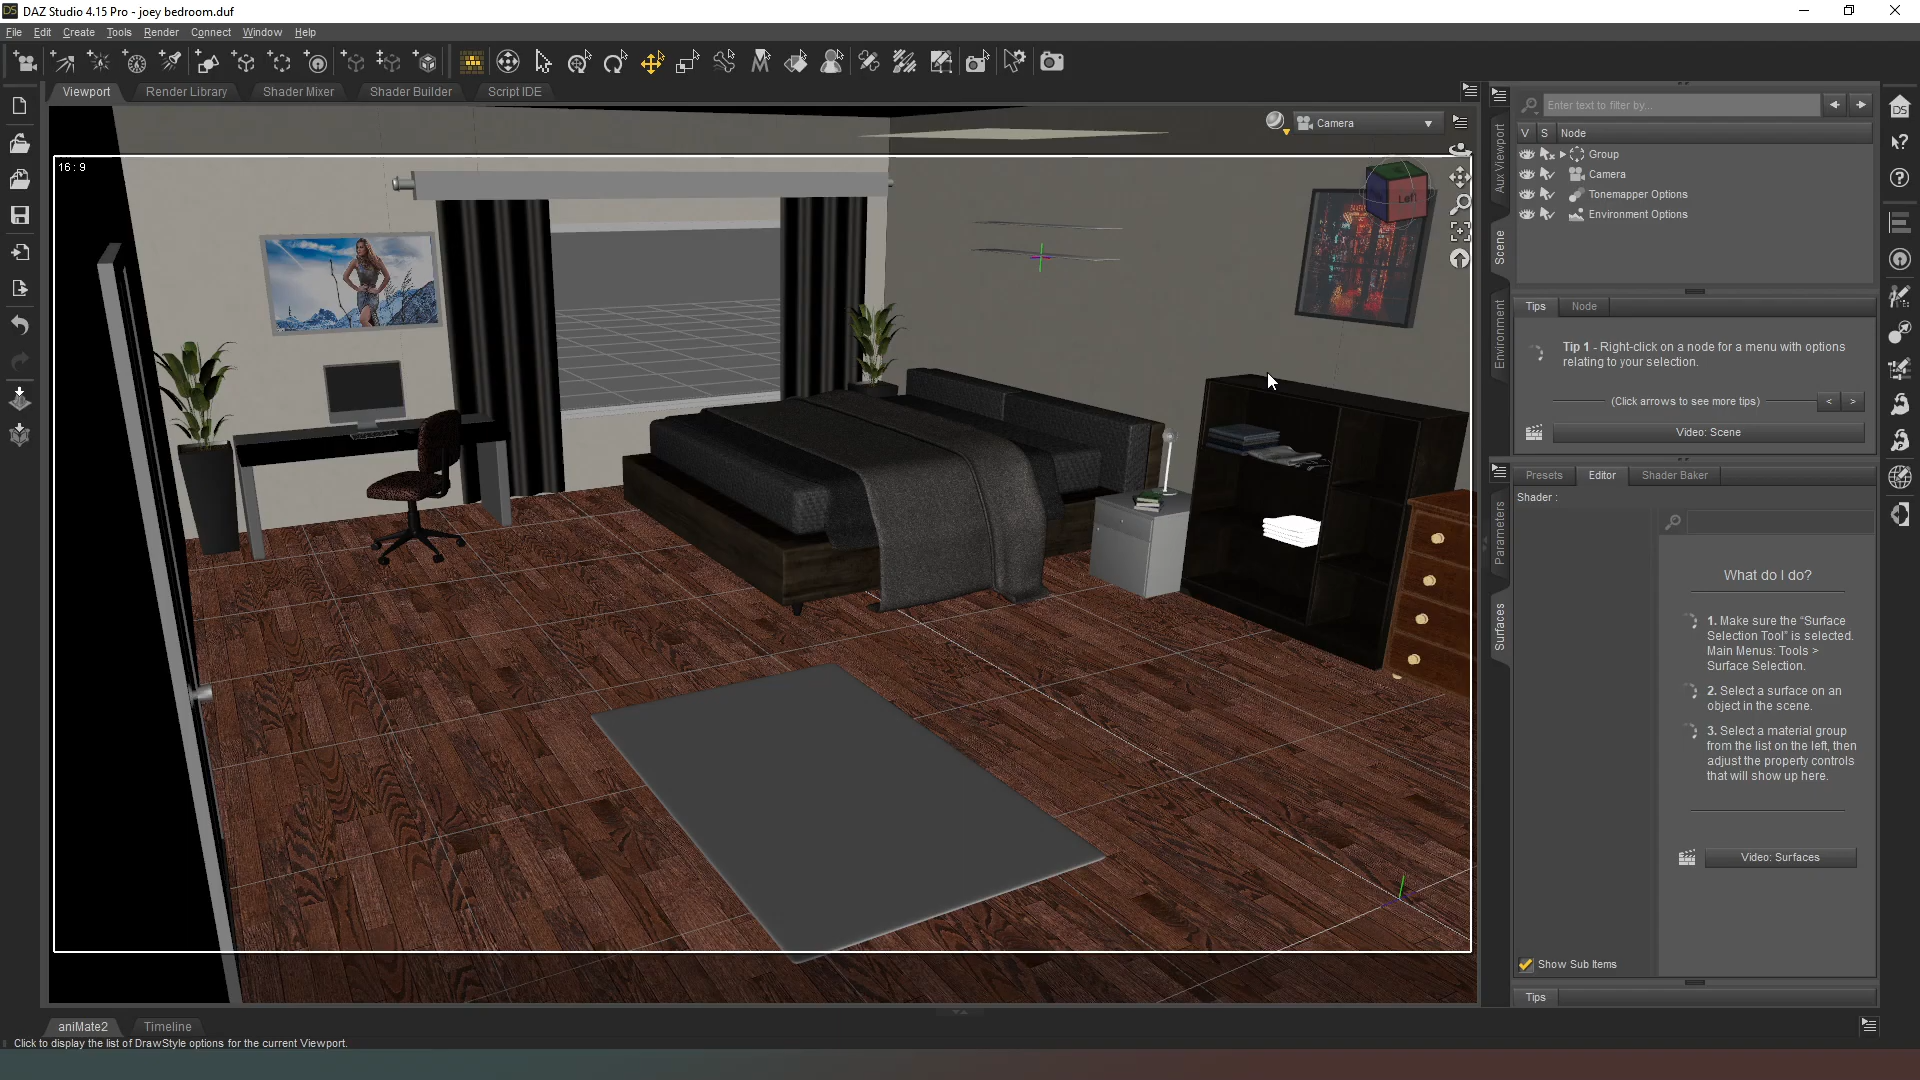 DAZ Studio 4.15 Pro - joey bedroom.duf
File Edit Create Tools Render Connect Window Help
Viewport Render Library Shader Mixer Shader Builder Script IDE
16 : 9
Camera
Left
Aux Viewport
Scene
Environment
Enter text to filter by...
V S Node
Group
Camera
Tonemapper Options
Environment Options
Tips Node
Tip 1 - Right-click on a node for a menu with options
relating to your selection.
(Click arrows to see more tips) < >
Video: Scene
Parameters
Surfaces
Presets Editor Shader Baker
Shader :
What do I do?
1. Make sure the "Surface
Selection Tool" is selected.
Main Menus: Tools >
Surface Selection.
2. Select a surface on an
object in the scene.
3. Select a material group
from the list on the left, then
adjust the property controls
that will show up here.
Video: Surfaces
Show Sub Items
Tips
aniMate2 Timeline
Click to display the list of DrawStyle options for the current Viewport.